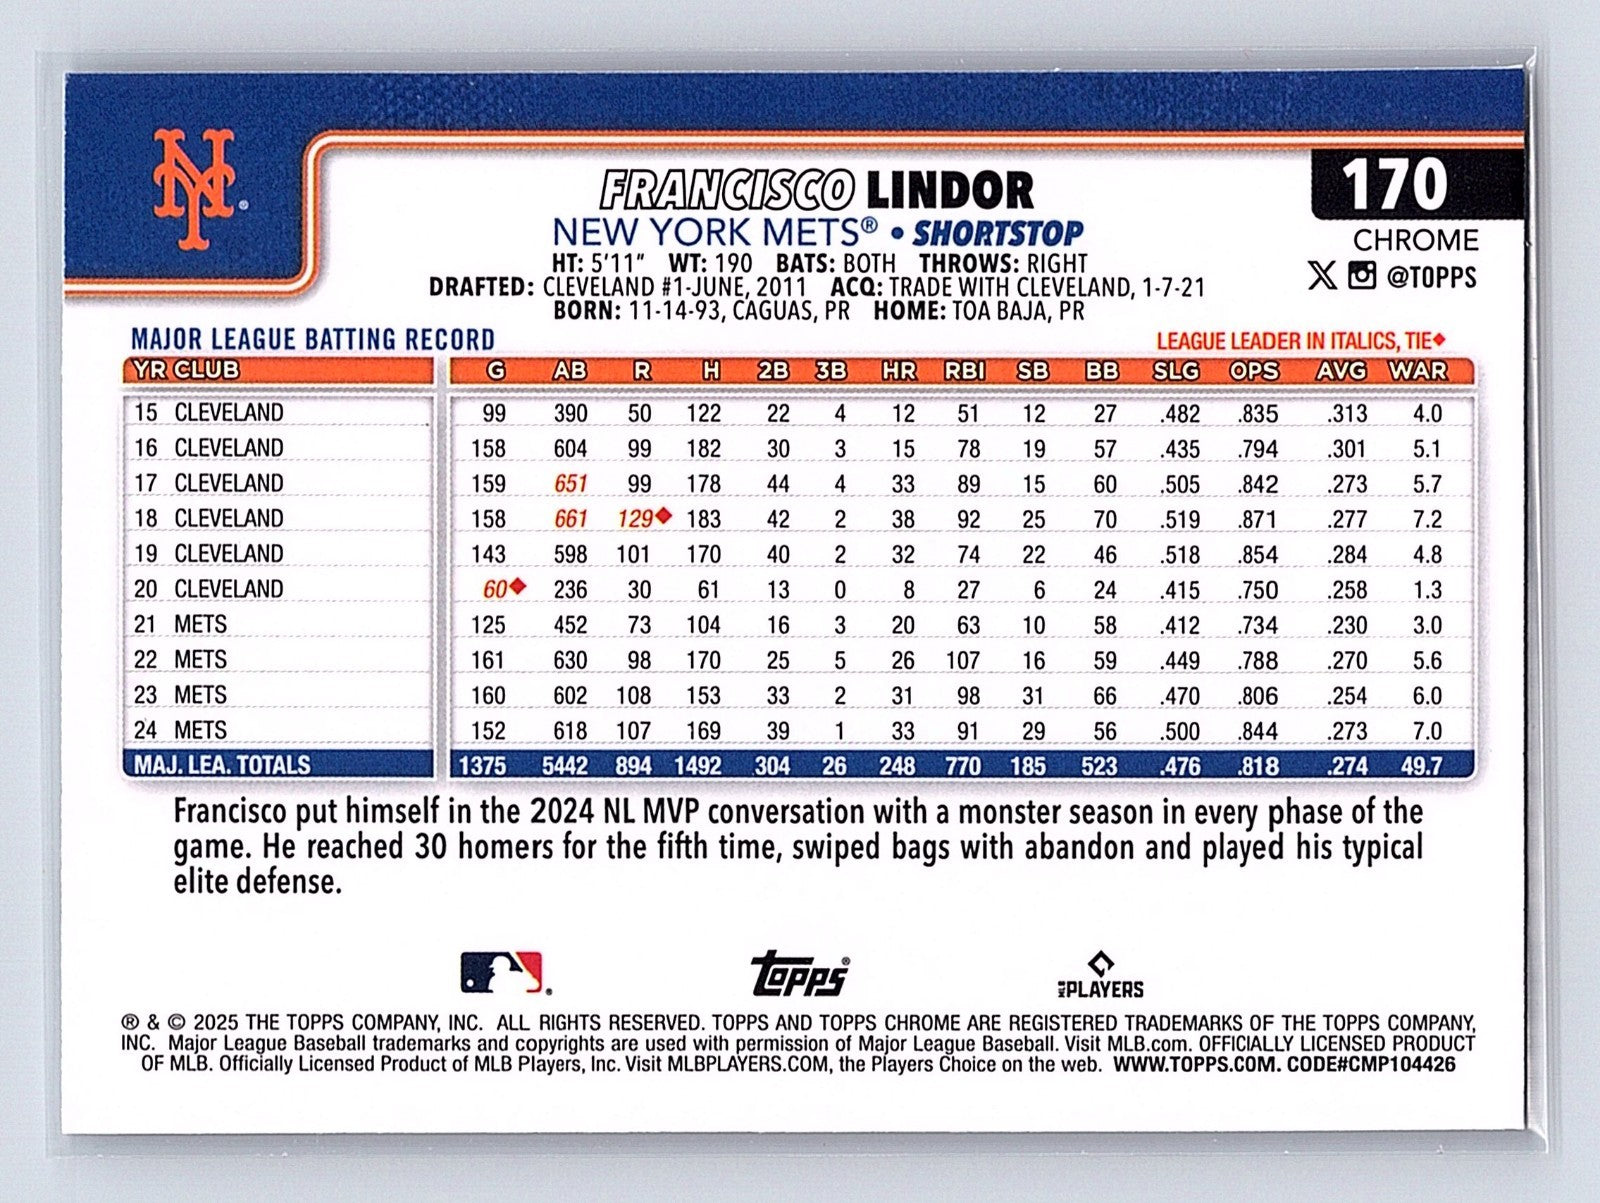 NY
170
FRANCISCO LINDOR
NEW YORK METS® • SHORTSTOP
CHROME
HT: 5'11" WT: 190 BATS: BOTH THROWS: RIGHT
@TOPPS
DRAFTED: CLEVELAND #1-JUNE, 2011 ACQ: TRADE WITH CLEVELAND, 1-7-21
BORN: 11-14-93, CAGUAS, PR HOME: TOA BAJA, PR
MAJOR LEAGUE BATTING RECORD LEAGUE LEADER IN ITALICS, TIE◆
YR CLUB G AB R H 2B 3B HR RBI SB BB SLG OPS AVG WAR
15 CLEVELAND 99 390 50 122 22 4 12 51 12 27 .482 .835 .313 4.0
16 CLEVELAND 158 604 99 182 30 3 15 78 19 57 .435 .794 .301 5.1
17 CLEVELAND 159 651 99 178 44 4 33 89 15 60 .505 .842 .273 5.7
18 CLEVELAND 158 661 129◆ 183 42 2 38 92 25 70 .519 .871 .277 7.2
19 CLEVELAND 143 598 101 170 40 2 32 74 22 46 .518 .854 .284 4.8
20 CLEVELAND 60◆ 236 30 61 13 0 8 27 6 24 .415 .750 .258 1.3
21 METS 125 452 73 104 16 3 20 63 10 58 .412 .734 .230 3.0
22 METS 161 630 98 170 25 5 26 107 16 59 .449 .788 .270 5.6
23 METS 160 602 108 153 33 2 31 98 31 66 .470 .806 .254 6.0
24 METS 152 618 107 169 39 1 33 91 29 56 .500 .844 .273 7.0
MAJ. LEA. TOTALS 1375 5442 894 1492 304 26 248 770 185 523 .476 .818 .274 49.7
Francisco put himself in the 2024 NL MVP conversation with a monster season in every phase of the
game. He reached 30 homers for the fifth time, swiped bags with abandon and played his typical
elite defense.
Topps®
MLB PLAYERS
® & © 2025 THE TOPPS COMPANY, INC. ALL RIGHTS RESERVED. TOPPS AND TOPPS CHROME ARE REGISTERED TRADEMARKS OF THE TOPPS COMPANY,
INC. Major League Baseball trademarks and copyrights are used with permission of Major League Baseball. Visit MLB.com. OFFICIALLY LICENSED PRODUCT
OF MLB. Officially Licensed Product of MLB Players, Inc. Visit MLBPLAYERS.COM, the Players Choice on the web. WWW.TOPPS.COM. CODE#CMP104426